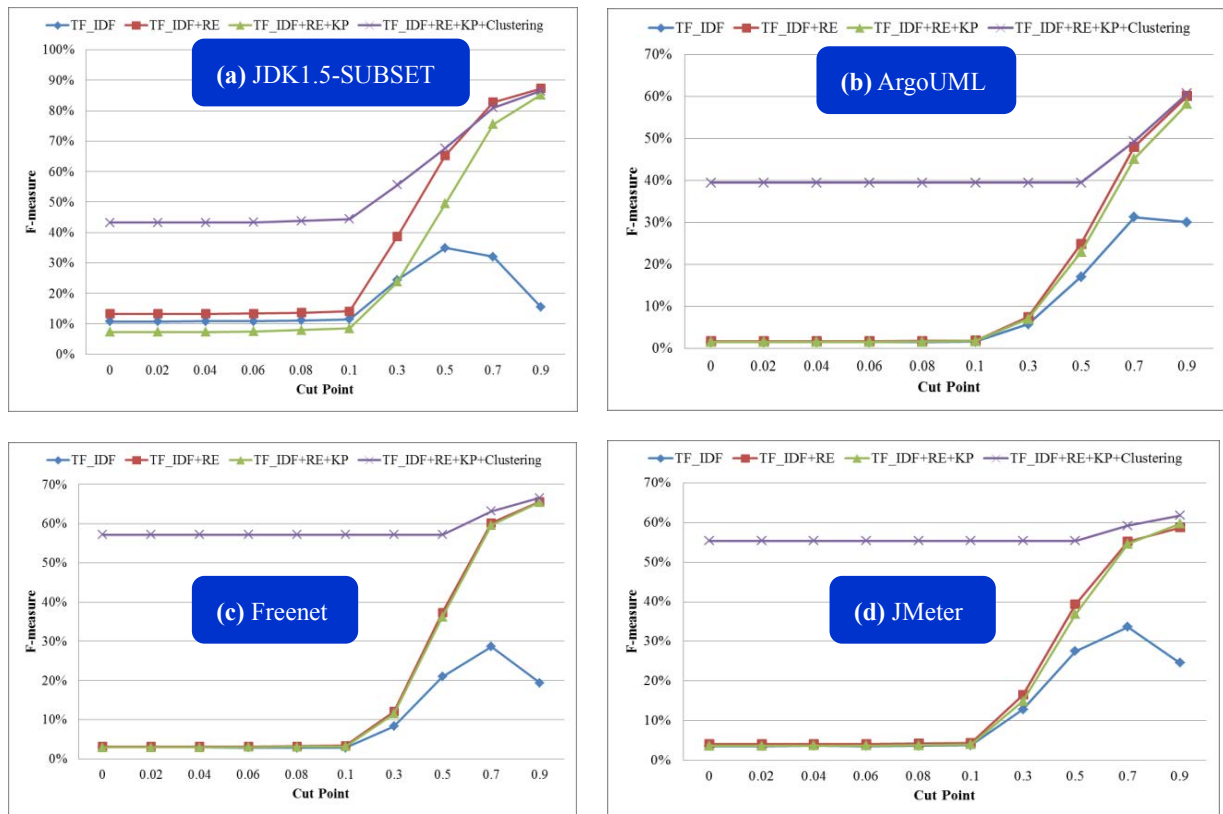 TF_IDF TF_IDF+RE TF_IDF+RE+KP TF_IDF+RE+KP+Clustering
(a) JDK1.5-SUBSET
100%
90%
80%
70%
60%
50%
40%
30%
20%
10%
0%
F-measure
0 0.02 0.04 0.06 0.08 0.1 0.3 0.5 0.7 0.9
Cut Point
TF_IDF TF_IDF+RE TF_IDF+RE+KP TF_IDF+RE+KP+Clustering
(b) ArgoUML
70%
60%
50%
40%
30%
20%
10%
0%
F-measure
0 0.02 0.04 0.06 0.08 0.1 0.3 0.5 0.7 0.9
Cut Point
TF_IDF TF_IDF+RE TF_IDF+RE+KP TF_IDF+RE+KP+Clustering
70%
60%
50%
40%
30%
20%
10%
0%
F-measure
(c) Freenet
0 0.02 0.04 0.06 0.08 0.1 0.3 0.5 0.7 0.9
Cut Point
TF_IDF TF_IDF+RE TF_IDF+RE+KP TF_IDF+RE+KP+Clustering
70%
60%
50%
40%
30%
20%
10%
0%
F-measure
(d) JMeter
0 0.02 0.04 0.06 0.08 0.1 0.3 0.5 0.7 0.9
Cut Point